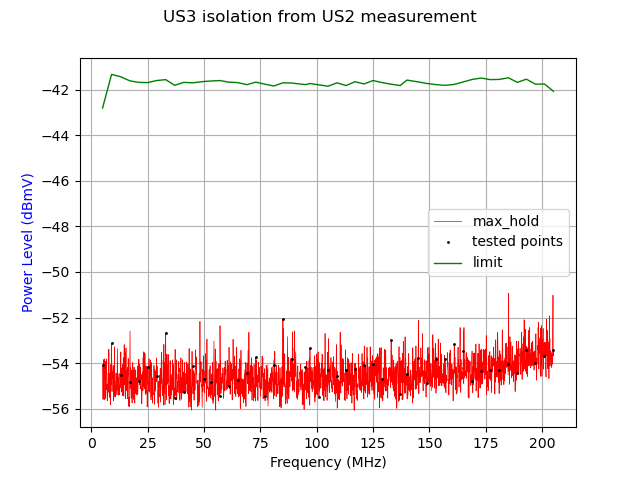 US3 isolation from US2 measurement
Power Level (dBmV)
−42
−44
−46
−48
−50
−52
−54
−56
max_hold
tested points
limit
0 25 50 75 100 125 150 175 200
Frequency (MHz)